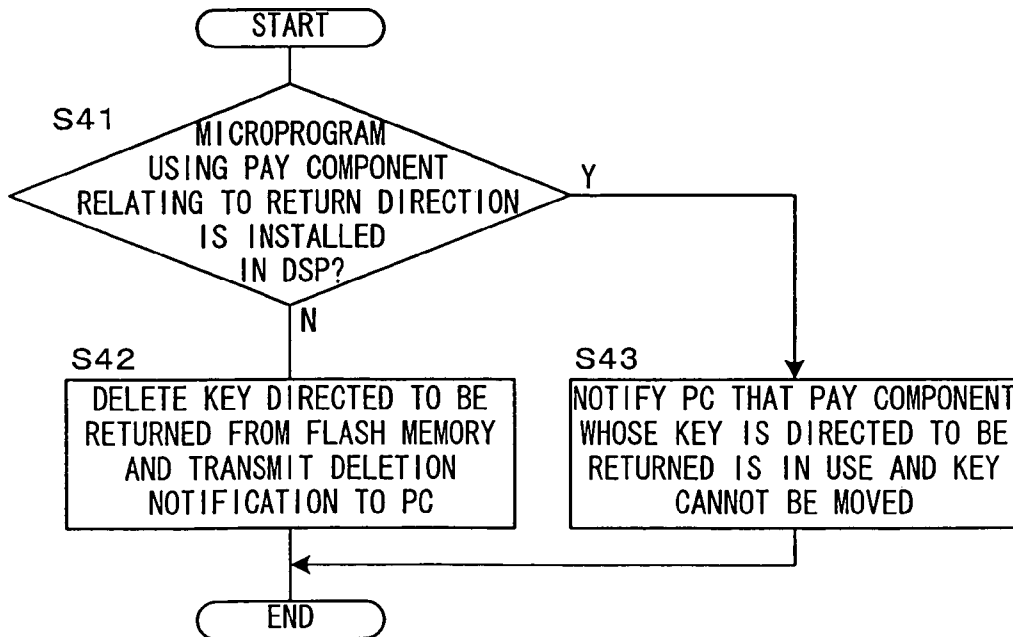 START
S41
MICROPROGRAM
USING PAY COMPONENT
RELATING TO RETURN DIRECTION
IS INSTALLED
IN DSP?
Y
N
S42
DELETE KEY DIRECTED TO BE
RETURNED FROM FLASH MEMORY
AND TRANSMIT DELETION
NOTIFICATION TO PC
S43
NOTIFY PC THAT PAY COMPONENT
WHOSE KEY IS DIRECTED TO BE
RETURNED IS IN USE AND KEY
CANNOT BE MOVED
END